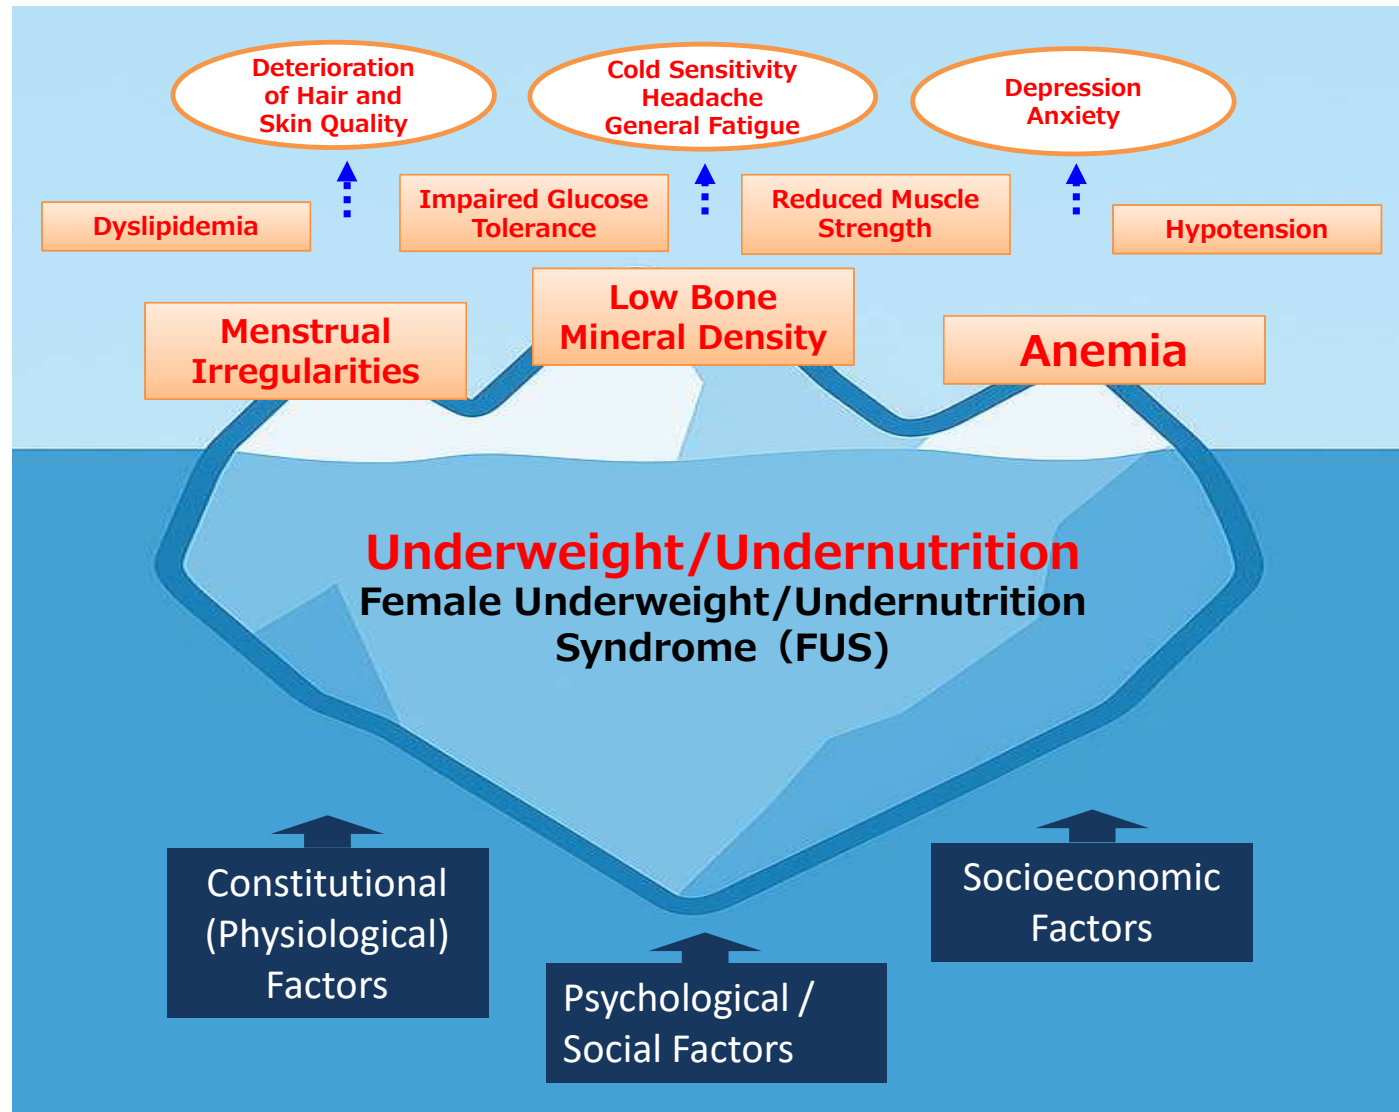 Deterioration
of Hair and
Skin Quality
Cold Sensitivity
Headache
General Fatigue
Depression
Anxiety
Dyslipidemia
Impaired Glucose
Tolerance
Reduced Muscle
Strength
Hypotension
Menstrual
Irregularities
Low Bone
Mineral Density
Anemia
Underweight/Undernutrition
Female Underweight/Undernutrition
Syndrome（FUS)
Constitutional
(Physiological)
Factors
Psychological /
Social Factors
Socioeconomic
Factors